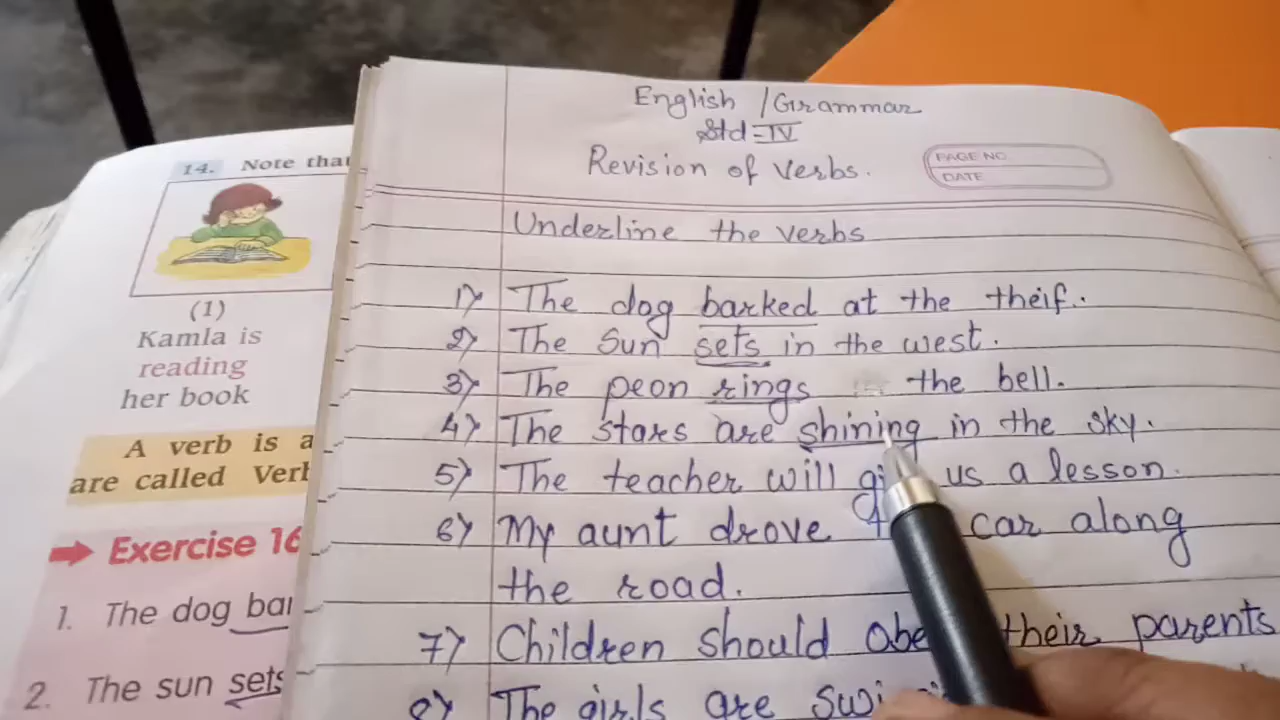 English / Grammar
Std - IV
Revision of verbs.
PAGE NO
DATE
Underline the verbs
1) The dog barked at the theif.
2) The Sun sets in the west.
3) The peon rings the bell.
4) The stars are shining in the sky.
5) The teacher will us a lesson.
6) My aunt drove car along
the road.
7) Children should their parents
The girls are
14. Note that
(1)
Kamla is
reading
her book
A verb is a
are called
Exercise 16
1. The dog
2. The sun sets